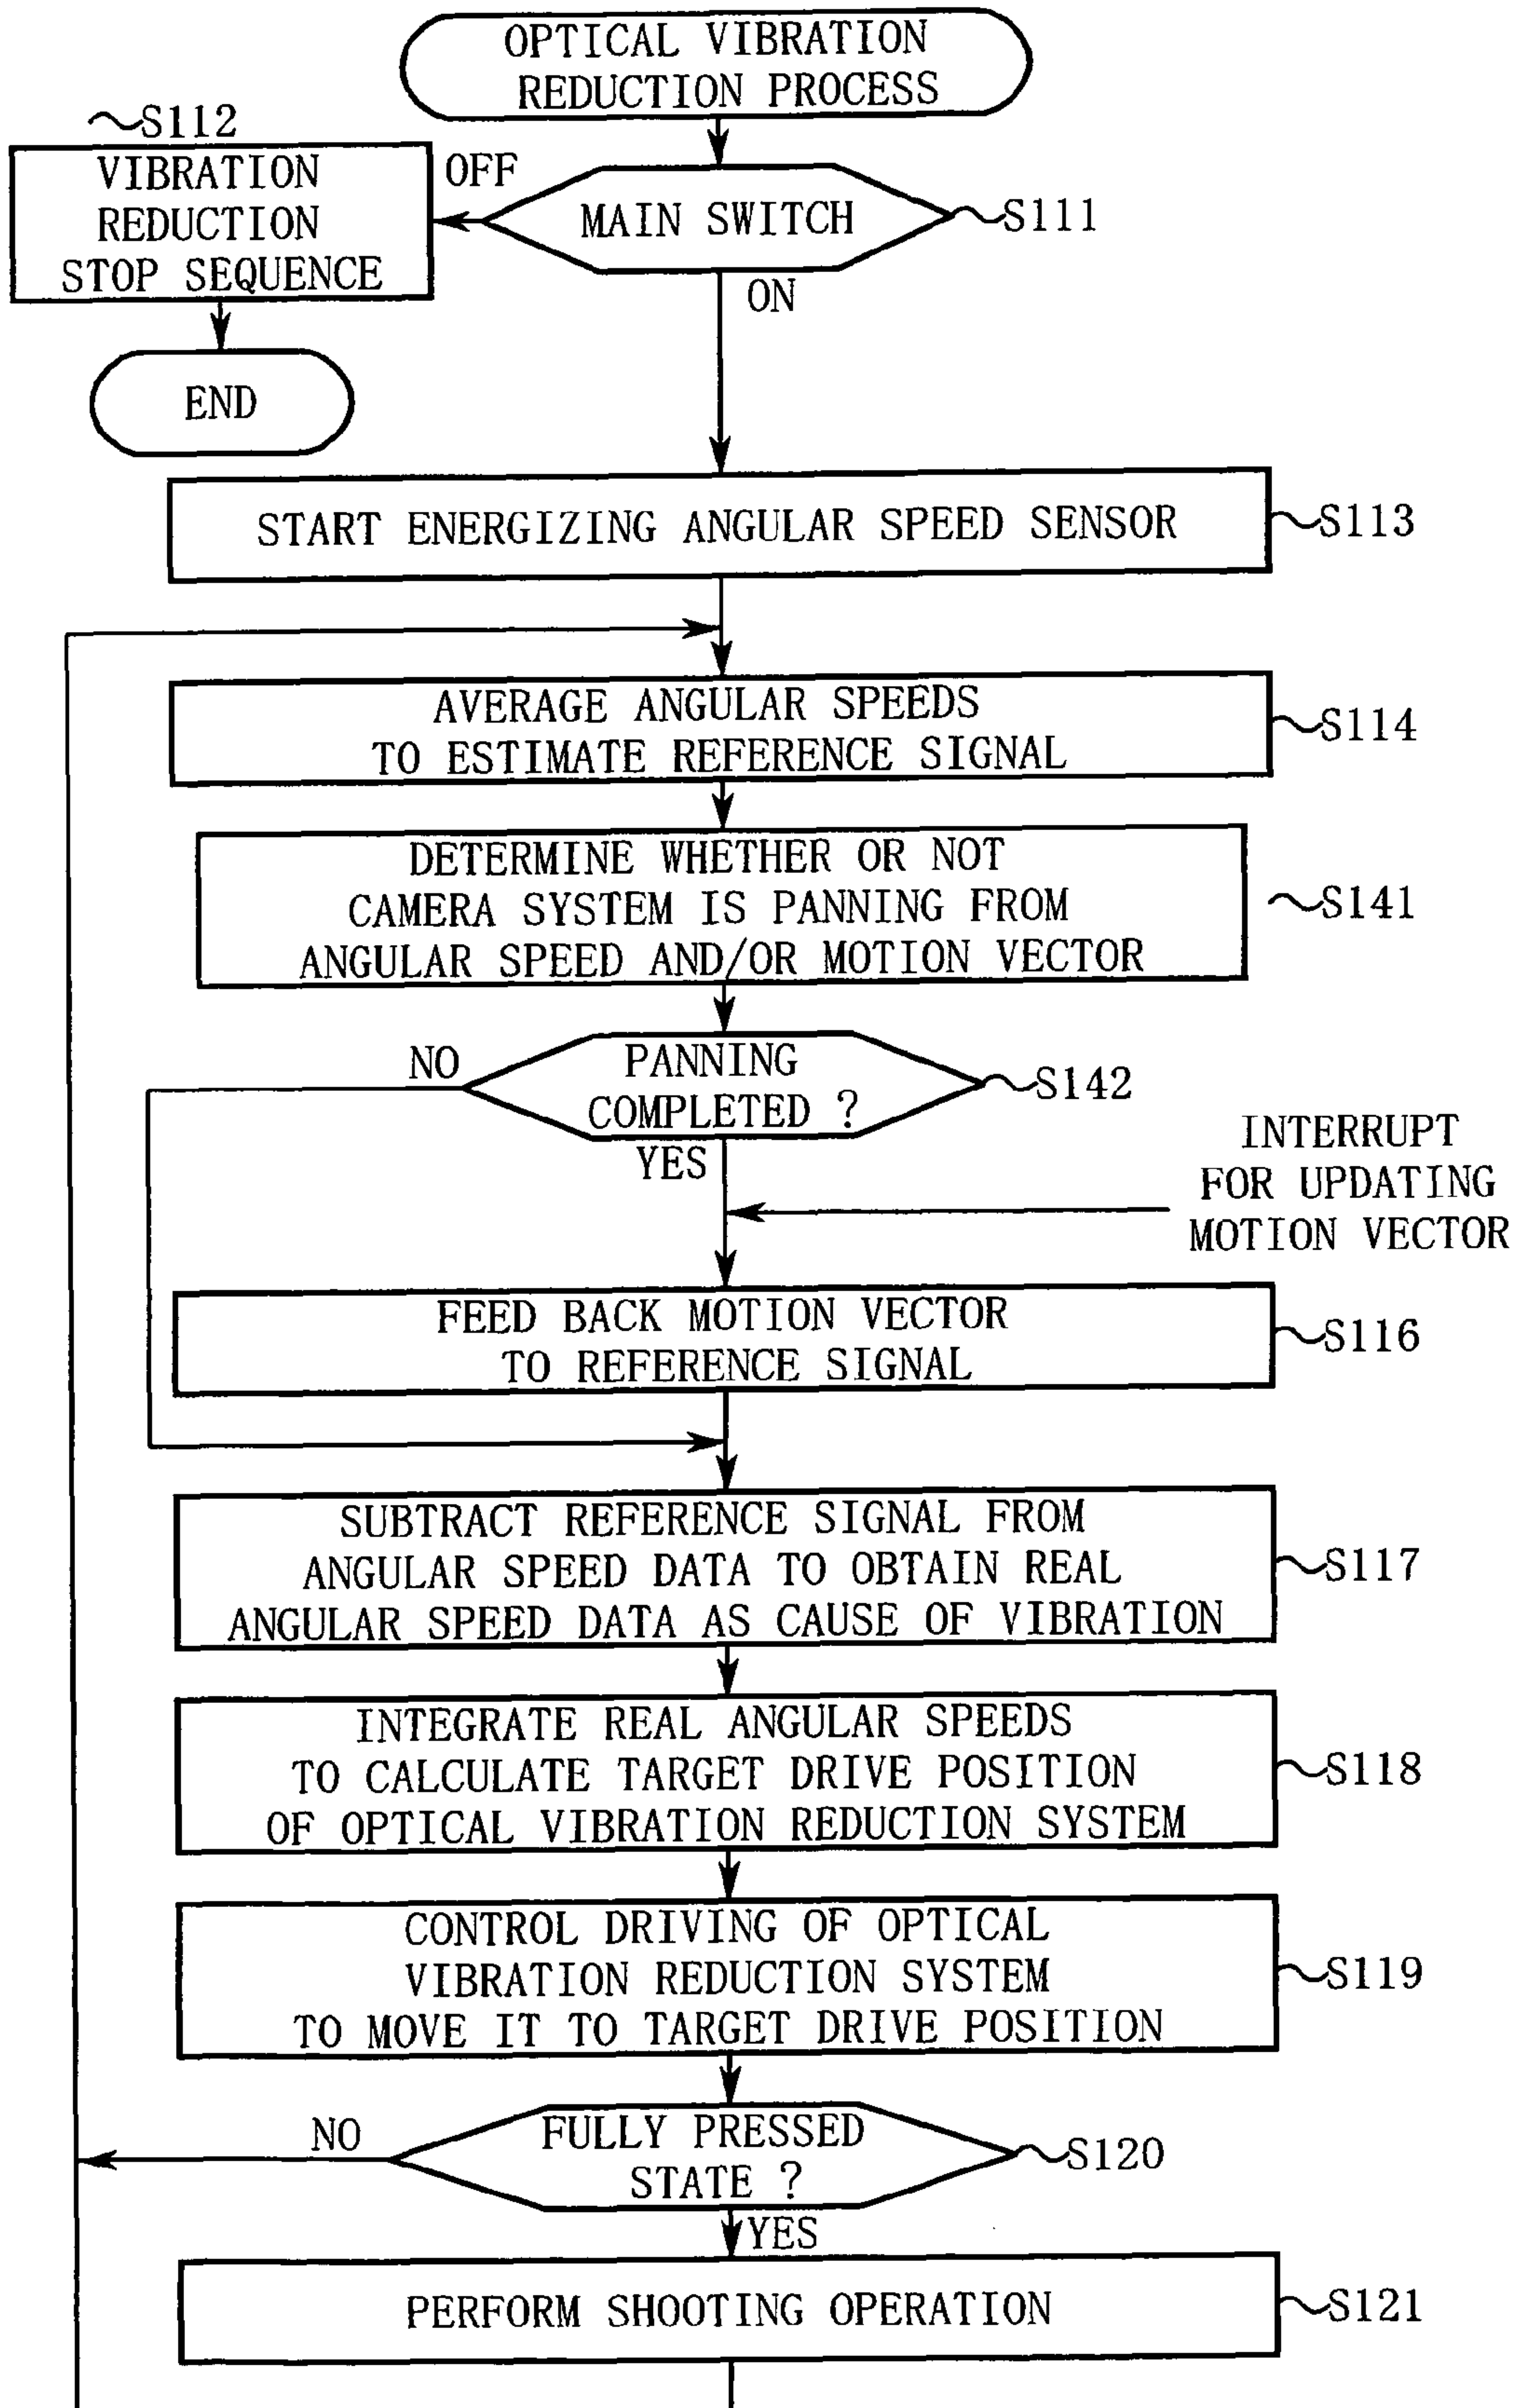 OPTICAL VIBRATION
REDUCTION PROCESS
S112
VIBRATION
REDUCTION
STOP SEQUENCE
OFF
MAIN SWITCH
S111
ON
END
START ENERGIZING ANGULAR SPEED SENSOR
S113
AVERAGE ANGULAR SPEEDS
TO ESTIMATE REFERENCE SIGNAL
S114
DETERMINE WHETHER OR NOT
CAMERA SYSTEM IS PANNING FROM
ANGULAR SPEED AND/OR MOTION VECTOR
S141
NO
PANNING
COMPLETED ?
S142
YES
INTERRUPT
FOR UPDATING
MOTION VECTOR
FEED BACK MOTION VECTOR
TO REFERENCE SIGNAL
S116
SUBTRACT REFERENCE SIGNAL FROM
ANGULAR SPEED DATA TO OBTAIN REAL
ANGULAR SPEED DATA AS CAUSE OF VIBRATION
S117
INTEGRATE REAL ANGULAR SPEEDS
TO CALCULATE TARGET DRIVE POSITION
OF OPTICAL VIBRATION REDUCTION SYSTEM
S118
CONTROL DRIVING OF OPTICAL
VIBRATION REDUCTION SYSTEM
TO MOVE IT TO TARGET DRIVE POSITION
S119
NO
FULLY PRESSED
STATE ?
S120
YES
PERFORM SHOOTING OPERATION
S121